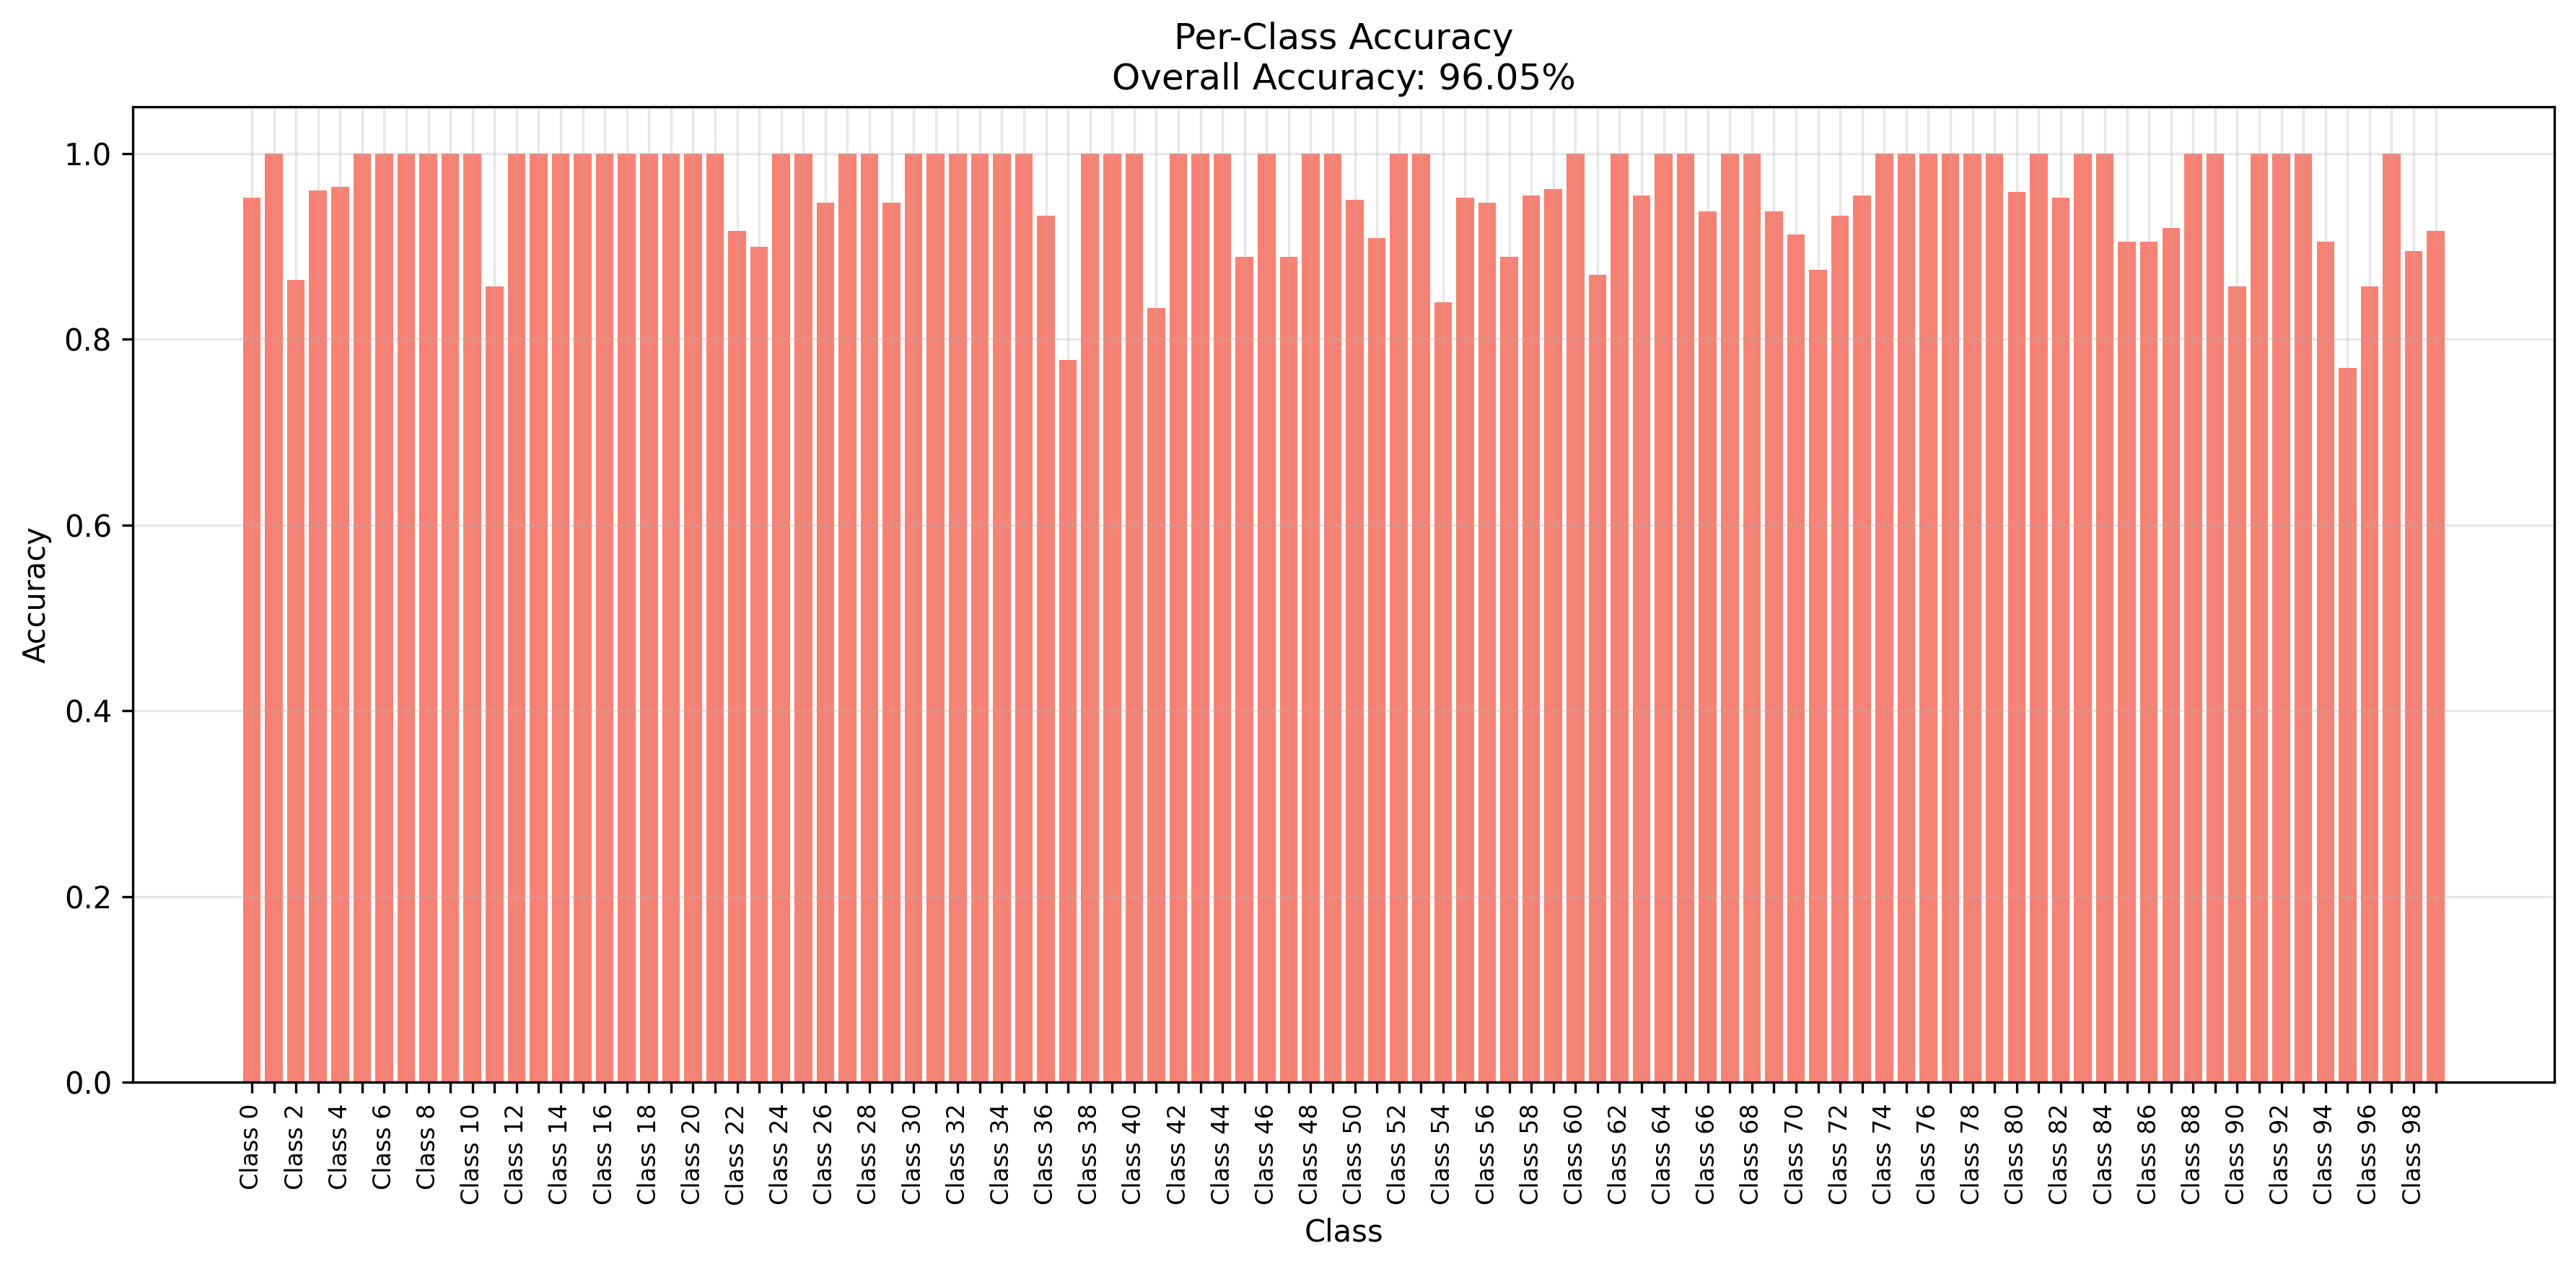 Per-Class Accuracy
Overall Accuracy: 96.05%
Accuracy
1.0
0.8
0.6
0.4
0.2
0.0
Class 0
Class 2
Class 4
Class 6
Class 8
Class 10
Class 12
Class 14
Class 16
Class 18
Class 20
Class 22
Class 24
Class 26
Class 28
Class 30
Class 32
Class 34
Class 36
Class 38
Class 40
Class 42
Class 44
Class 46
Class 48
Class 50
Class 52
Class 54
Class 56
Class 58
Class 60
Class 62
Class 64
Class 66
Class 68
Class 70
Class 72
Class 74
Class 76
Class 78
Class 80
Class 82
Class 84
Class 86
Class 88
Class 90
Class 92
Class 94
Class 96
Class 98
Class